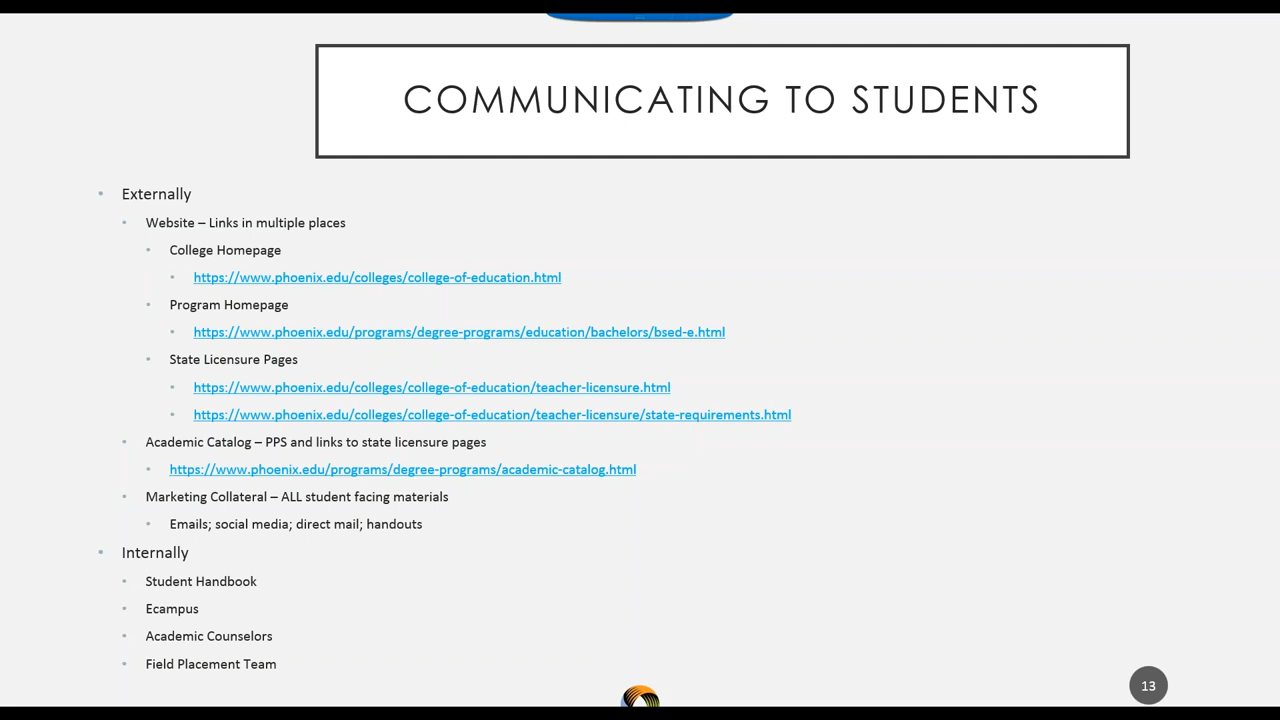 COMMUNICATING TO STUDENTS
Externally
Website – Links in multiple places
College Homepage
https://www.phoenix.edu/colleges/college-of-education.html
Program Homepage
https://www.phoenix.edu/programs/degree-programs/education/bachelors/bsed-e.html
State Licensure Pages
https://www.phoenix.edu/colleges/college-of-education/teacher-licensure.html
https://www.phoenix.edu/colleges/college-of-education/teacher-licensure/state-requirements.html
Academic Catalog – PPS and links to state licensure pages
https://www.phoenix.edu/programs/degree-programs/academic-catalog.html
Marketing Collateral – ALL student facing materials
Emails; social media; direct mail; handouts
Internally
Student Handbook
Ecampus
Academic Counselors
Field Placement Team
13